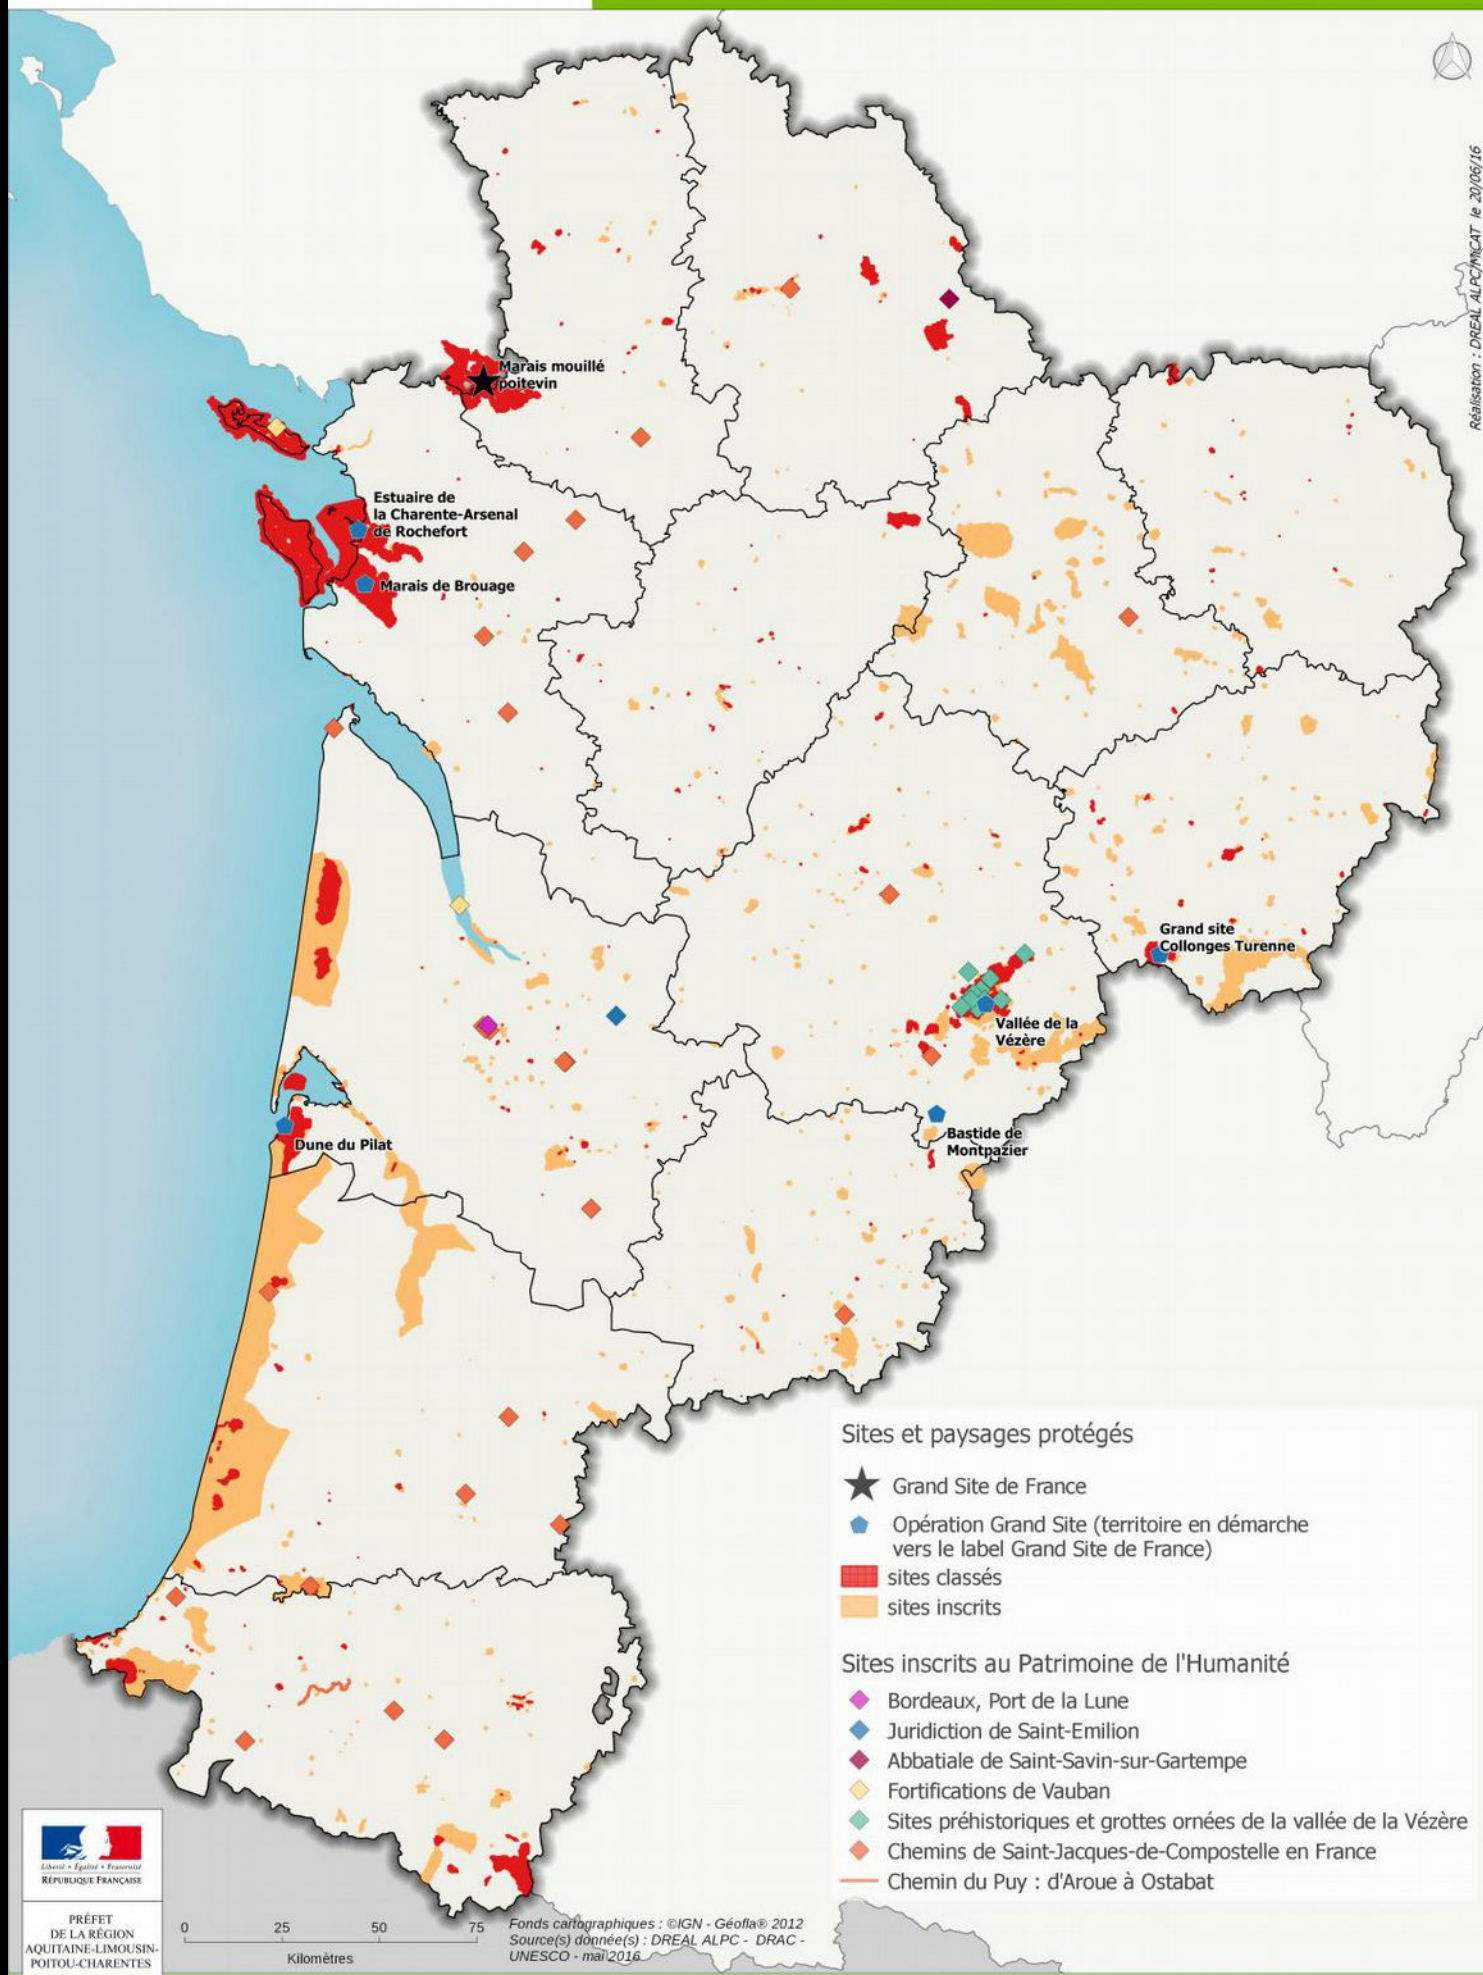 Réalisation : DREAL ALPC/MICAT le 20/06/16
Marais mouillé
poitevin
Estuaire de
la Charente-Arsenal
de Rochefort
Marais de Brouage
Grand site
Collonges Turenne
Vallée de la
Vézère
Bastide de
Montpazier
Dune du Pilat
Sites et paysages protégés
Grand Site de France
Opération Grand Site (territoire en démarche
vers le label Grand Site de France)
sites classés
sites inscrits
Sites inscrits au Patrimoine de l'Humanité
Bordeaux, Port de la Lune
Juridiction de Saint-Emilion
Abbatiale de Saint-Savin-sur-Gartempe
Fortifications de Vauban
Sites préhistoriques et grottes ornées de la vallée de la Vézère
Chemins de Saint-Jacques-de-Compostelle en France
Chemin du Puy : d'Aroue à Ostabat
Liberté • Égalité • Fraternité
RÉPUBLIQUE FRANÇAISE
PRÉFET
DE LA RÉGION
AQUITAINE-LIMOUSIN-
POITOU-CHARENTES
0 25 50 75
Kilomètres
Fonds cartographiques : ©IGN - Géofla® 2012
Source(s) donnée(s) : DREAL ALPC - DRAC -
UNESCO - mai 2016